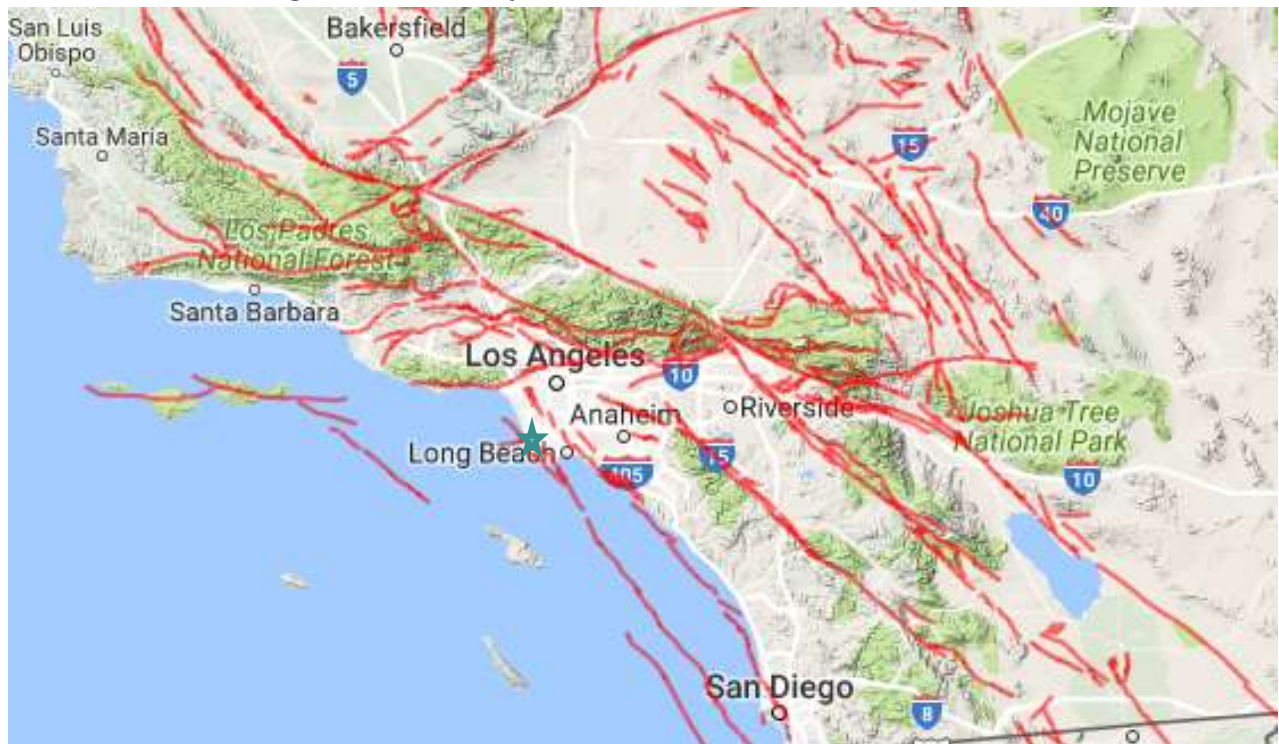 San Luis
Obispo
Bakersfield
5
Santa Maria
15
Mojave
National
Preserve
40
Los Padres
National Forest
Santa Barbara
Los Angeles
10
Anaheim
Riverside
Joshua Tree
National Park
Long Beach
405
15
10
San Diego
8